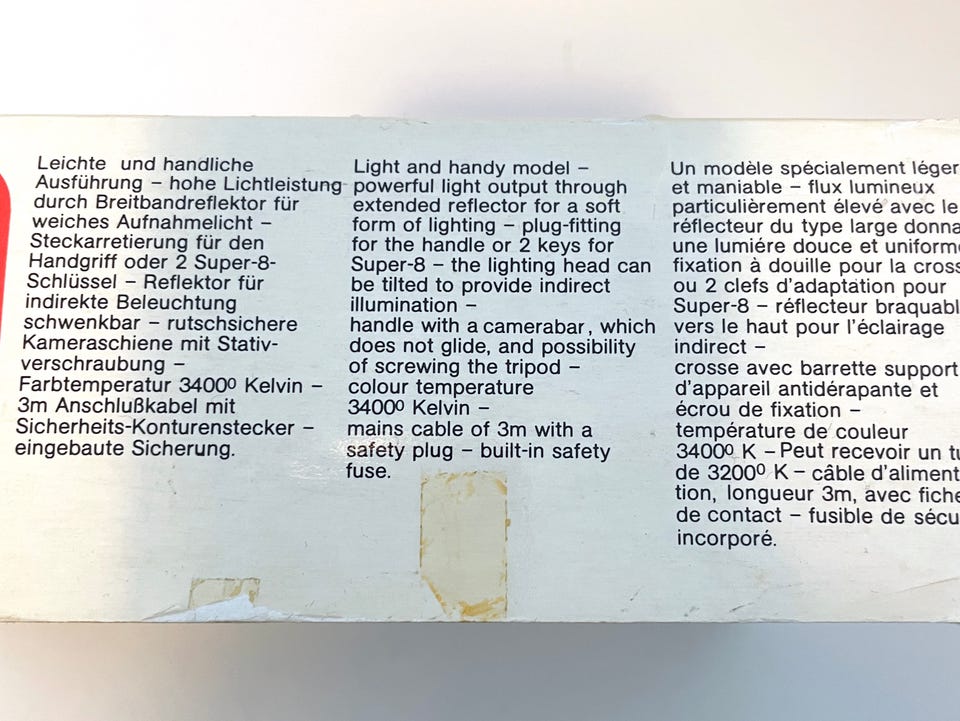 Leichte und handliche
Ausführung – hohe Lichtleistung
durch Breitbandreflektor für
weiches Aufnahmelicht –
Steckarretierung für den
Handgriff oder 2 Super-8-
Schlüssel – Reflektor für
indirekte Beleuchtung
schwenkbar – rutschsichere
Kameraschiene mit Stativ-
verschraubung –
Farbtemperatur 3400⁰ Kelvin –
3m Anschlußkabel mit
Sicherheits-Konturenstecker –
eingebaute Sicherung.
Light and handy model –
powerful light output through
extended reflector for a soft
form of lighting – plug-fitting
for the handle or 2 keys for
Super-8 – the lighting head can
be tilted to provide indirect
illumination –
handle with a camerabar, which
does not glide, and possibility
of screwing the tripod –
colour temperature
3400⁰ Kelvin –
mains cable of 3m with a
safety plug – built-in safety
fuse.
Un modèle spécialement léger
et maniable – flux lumineux
particulièrement élevé avec le
réflecteur du type large donna
une lumiére douce et uniforme
fixation à douille pour la cross
ou 2 clefs d'adaptation pour
Super-8 – réflecteur braquabl
vers le haut pour l'éclairage
indirect –
crosse avec barrette support
d'appareil antidérapante et
écrou de fixation –
température de couleur
3400⁰ K – Peut recevoir un tu
de 3200⁰ K – câble d'aliment
tion, longueur 3m, avec fiche
de contact – fusible de sécu
incorporé.